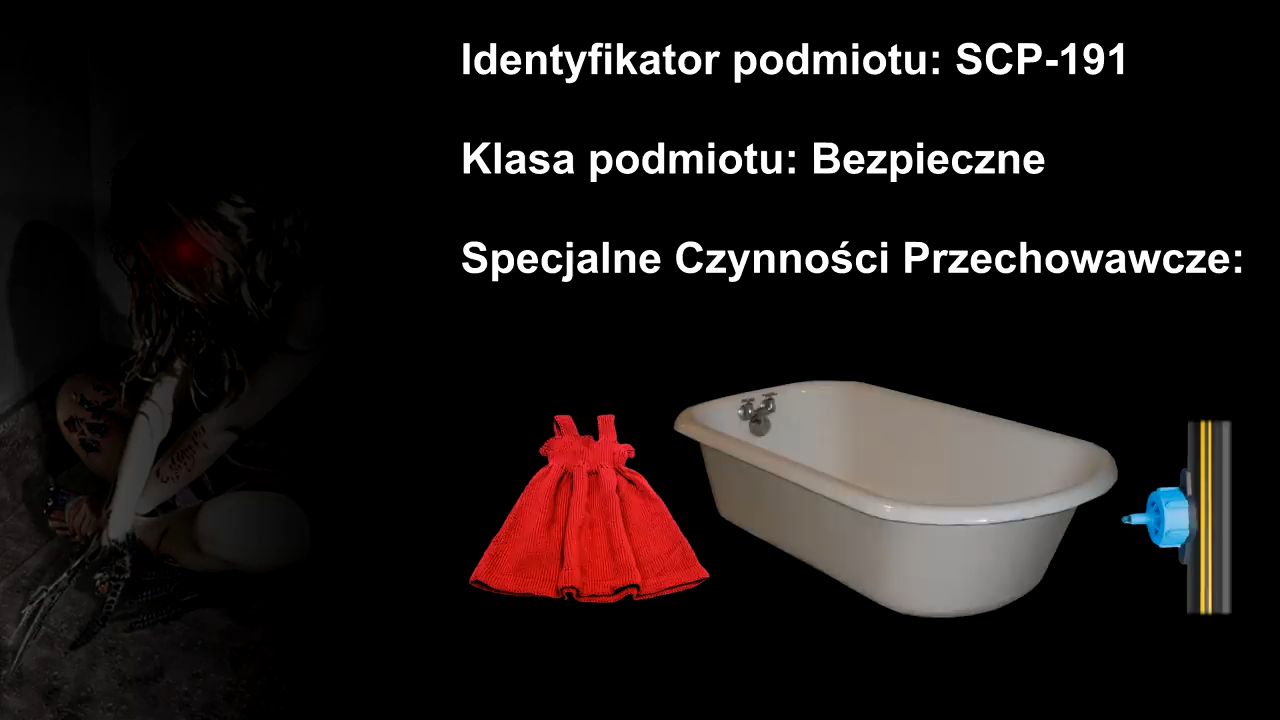 Identyfikator podmiotu: SCP-191
Klasa podmiotu: Bezpieczne
Specjalne Czynności Przechowawcze: